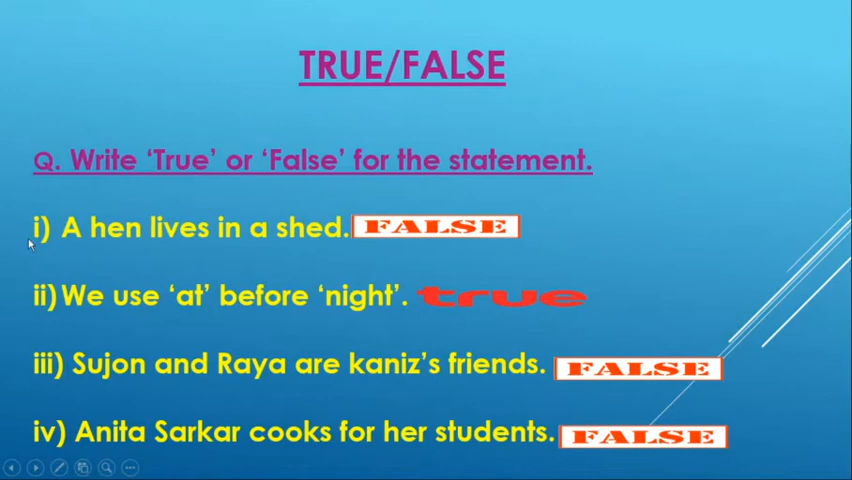 TRUE/FALSE
Q. Write ‘True’ or ‘False’ for the statement.
i) A hen lives in a shed. FALSE
ii) We use ‘at’ before ‘night’. true
iii) Sujon and Raya are kaniz’s friends. FALSE
iv) Anita Sarkar cooks for her students. FALSE